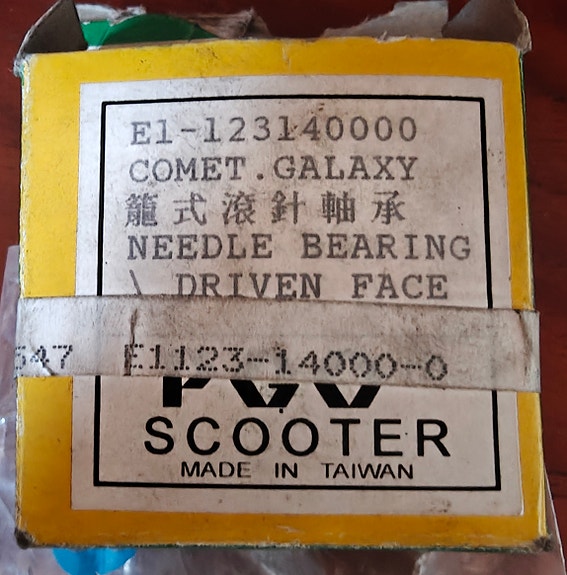 E1-123140000
COMET.GALAXY
籠式滾針軸承
NEEDLE BEARING
\ DRIVEN FACE
547 E1123-14000-0
PGO
SCOOTER
MADE IN TAIWAN